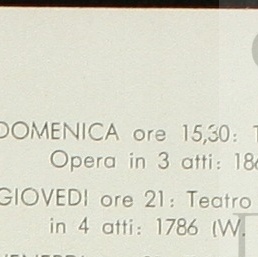 DOMENICA ore 15,30:
Opera in 3 atti:
GIOVEDI ore 21: Teatro
in 4 atti: 1786 (W.